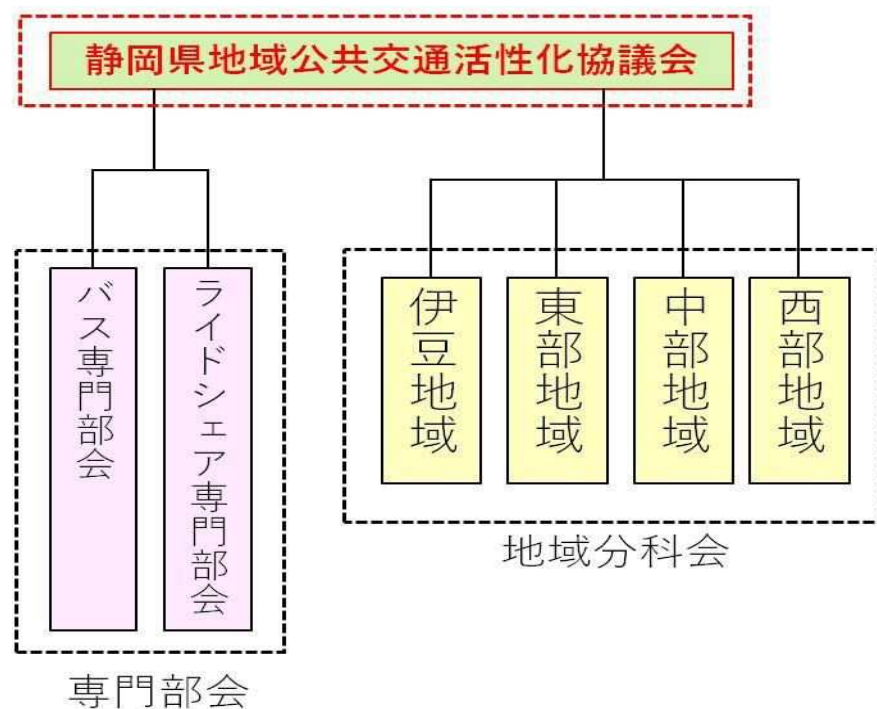 静岡県地域公共交通活性化協議会
バス専門部会
ライドシェア専門部会
専門部会
伊豆地域
東部地域
中部地域
西部地域
地域分科会